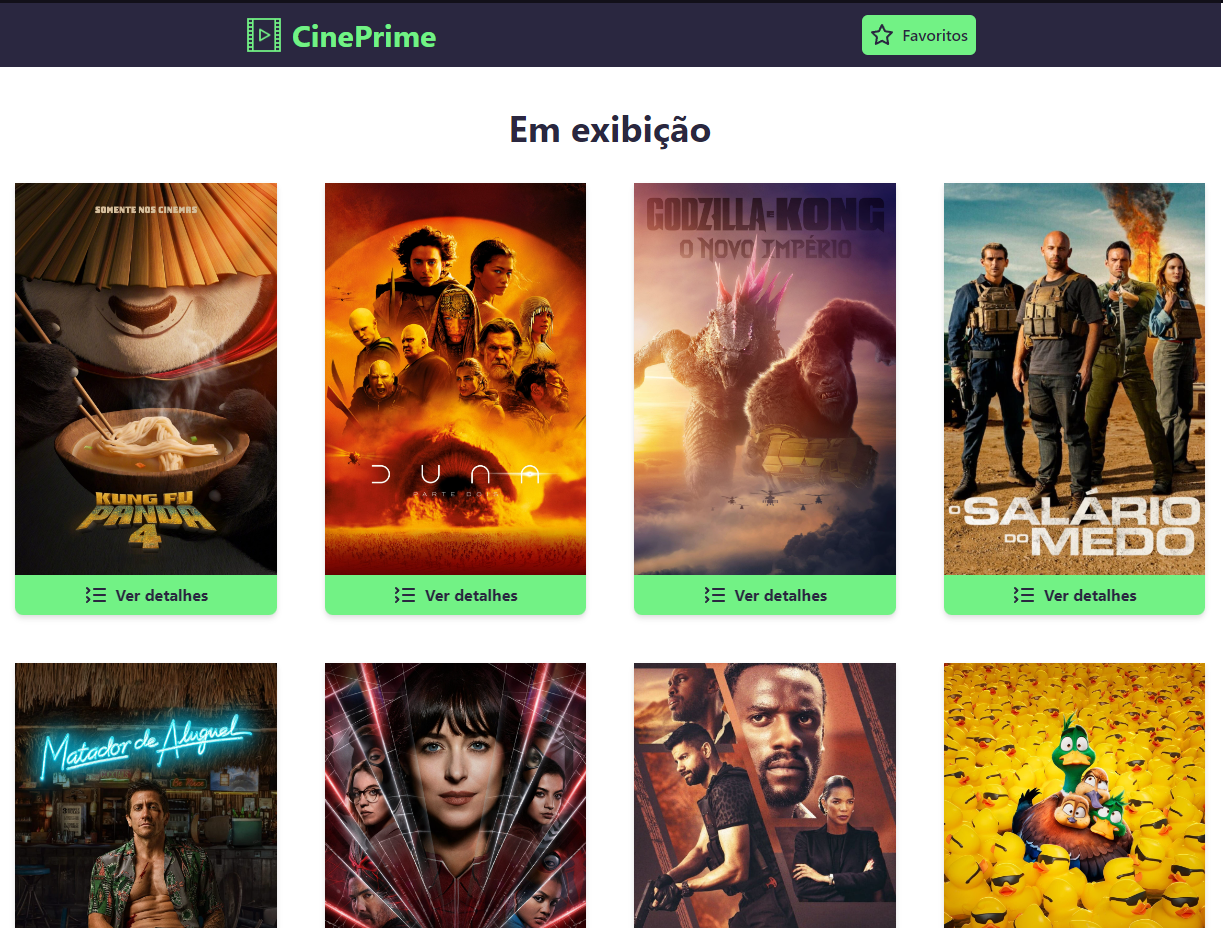 CinePrime
Favoritos
Em exibição
SOMENTE NOS CINEMAS
KUNG FU
PANDA
4
DUNA
PARTE DOIS
GODZILLA E KONG
O NOVO IMPÉRIO
O SALÁRIO
DO MEDO
Ver detalhes
Ver detalhes
Ver detalhes
Ver detalhes
Matador de Aluguel